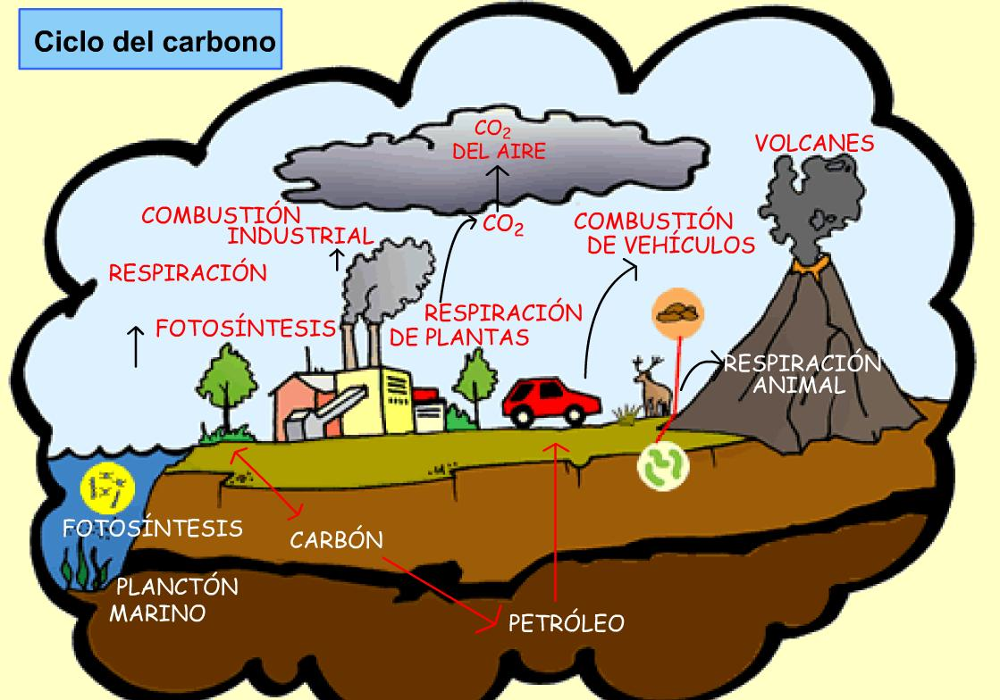 Ciclo del carbono
CO2
DEL AIRE
VOLCANES
COMBUSTIÓN
INDUSTRIAL
CO2
COMBUSTIÓN
DE VEHÍCULOS
RESPIRACIÓN
FOTOSÍNTESIS
RESPIRACIÓN
DE PLANTAS
RESPIRACIÓN
ANIMAL
FOTOSÍNTESIS
CARBÓN
PLANCTÓN
MARINO
PETRÓLEO